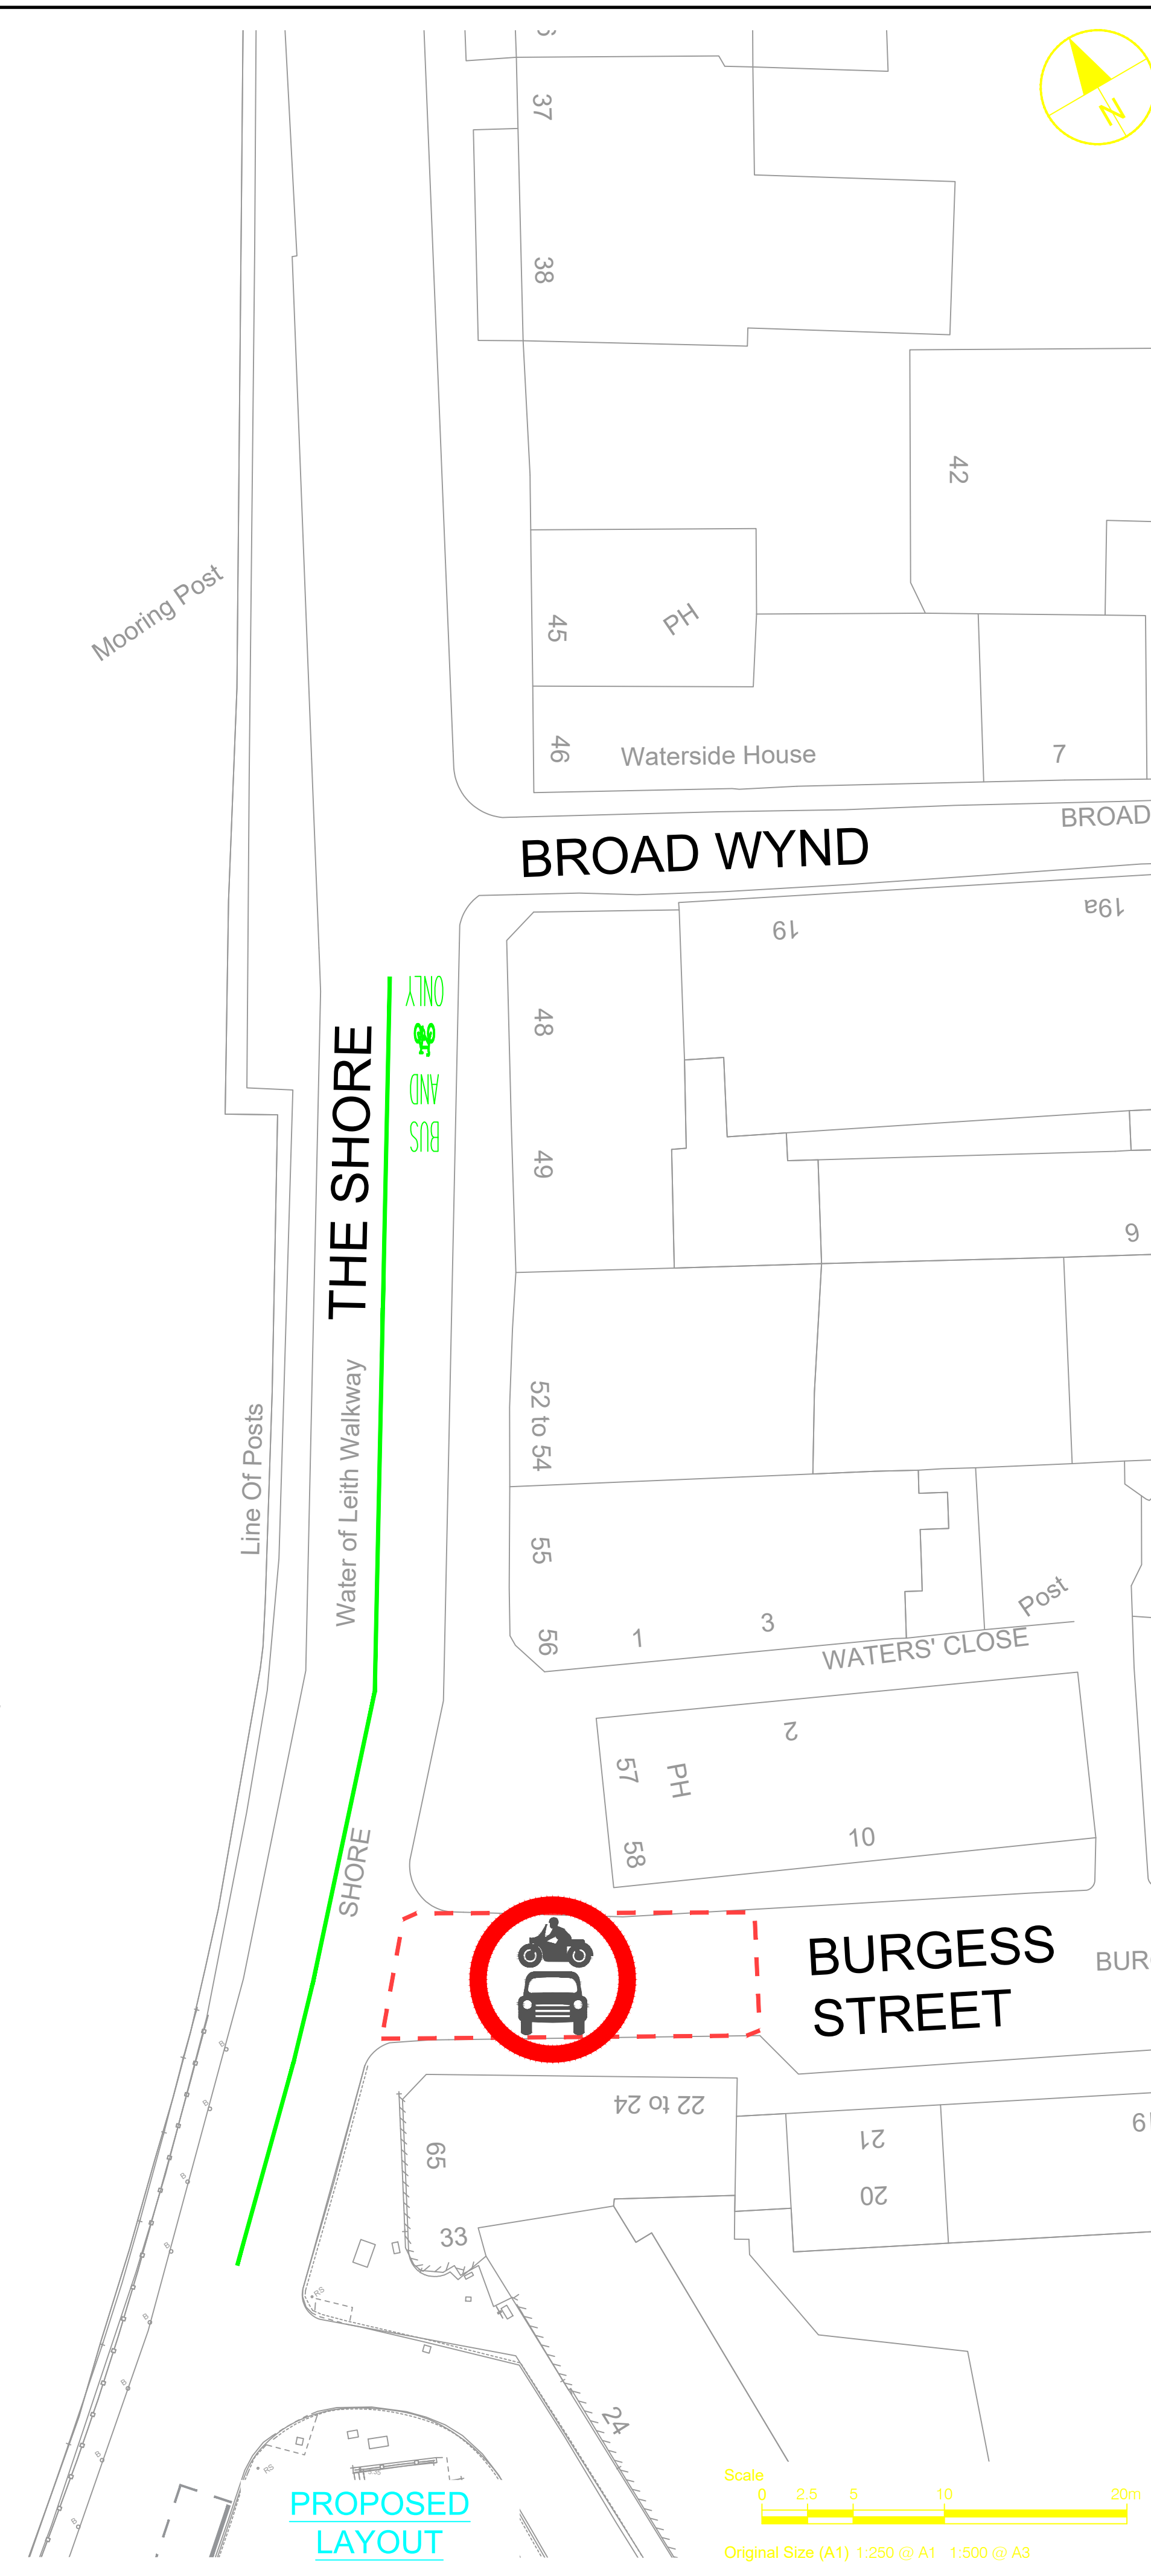 37
38
N
42
Mooring Post
45
PH
46
Waterside House
7
BROAD
BROAD WYND
19
19a
ONLY
AND
BUS
48
THE SHORE
49
9
52 to 54
Line Of Posts
Water of Leith Walkway
55
56
1
3
Post
WATERS' CLOSE
2
57
PH
58
10
SHORE
BURGESS
STREET
BUR
22 to 24
65
21
20
33
RS
24
RS
Scale
0 2.5 5 10 20m
PROPOSED
LAYOUT
Original Size (A1) 1:250 @ A1 1:500 @ A3